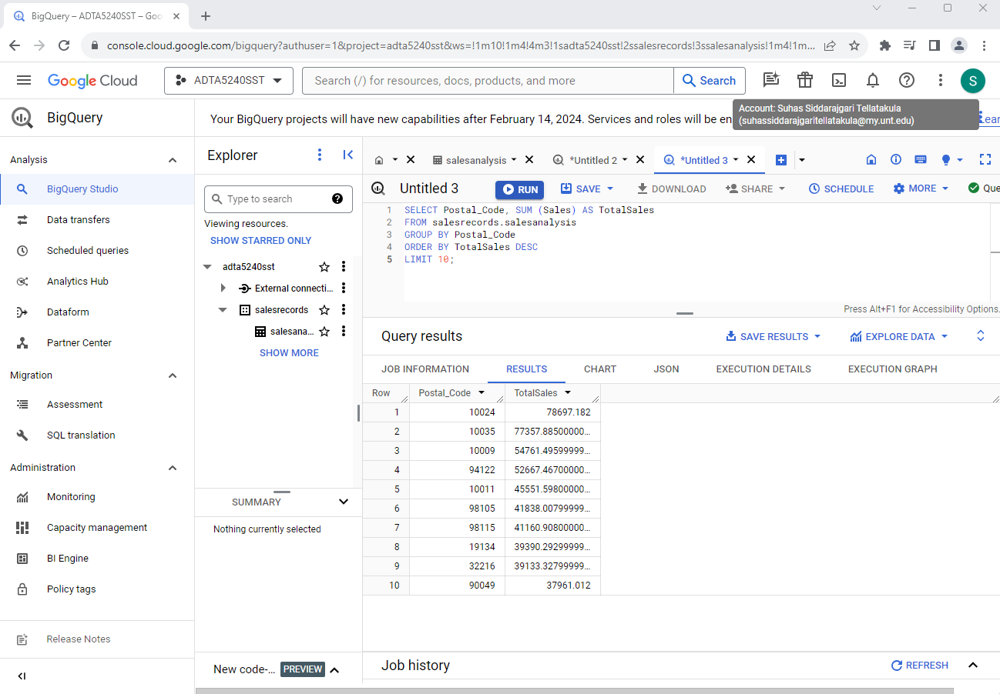 BigQuery – ADTA5240SST – Goo
console.cloud.google.com/bigquery?authuser=1&project=adta5240sst&ws=!1m10!1m4!4m3!1sadta5240sst!2ssalesrecords!3ssalesanalysis!1m4!1m...
Google Cloud
ADTA5240SST
Search (/) for resources, docs, products, and more
Search
S
BigQuery
Your BigQuery projects will have new capabilities after February 14, 2024. Services and roles will be en
Account: Suhas Siddarajgari Tellatakula
(suhassiddarajgaritellatakula@my.unt.edu)
Lear
Analysis
BigQuery Studio
Data transfers
Scheduled queries
Analytics Hub
Dataform
Partner Center
Migration
Assessment
SQL translation
Administration
Monitoring
Capacity management
BI Engine
Policy tags
Release Notes
Explorer
Type to search
Viewing resources.
SHOW STARRED ONLY
adta5240sst
External connecti...
salesrecords
salesana...
SHOW MORE
SUMMARY
Nothing currently selected
New code-... PREVIEW
salesanalysis
*Untitled 2
*Untitled 3
Untitled 3
RUN
SAVE
DOWNLOAD
SHARE
SCHEDULE
MORE
Que
1 SELECT Postal_Code, SUM (Sales) AS TotalSales
2 FROM salesrecords.salesanalysis
3 GROUP BY Postal_Code
4 ORDER BY TotalSales DESC
5 LIMIT 10;
Press Alt+F1 for Accessibility Options.
Query results
SAVE RESULTS
EXPLORE DATA
JOB INFORMATION
RESULTS
CHART
JSON
EXECUTION DETAILS
EXECUTION GRAPH
Row Postal_Code TotalSales
1 10024 78697.182
2 10035 77357.88500000...
3 10009 54761.49599999...
4 94122 52667.46700000...
5 10011 45551.59800000...
6 98105 41838.00799999...
7 98115 41160.90800000...
8 19134 39390.29299999...
9 32216 39133.32799999...
10 90049 37961.012
Job history
REFRESH